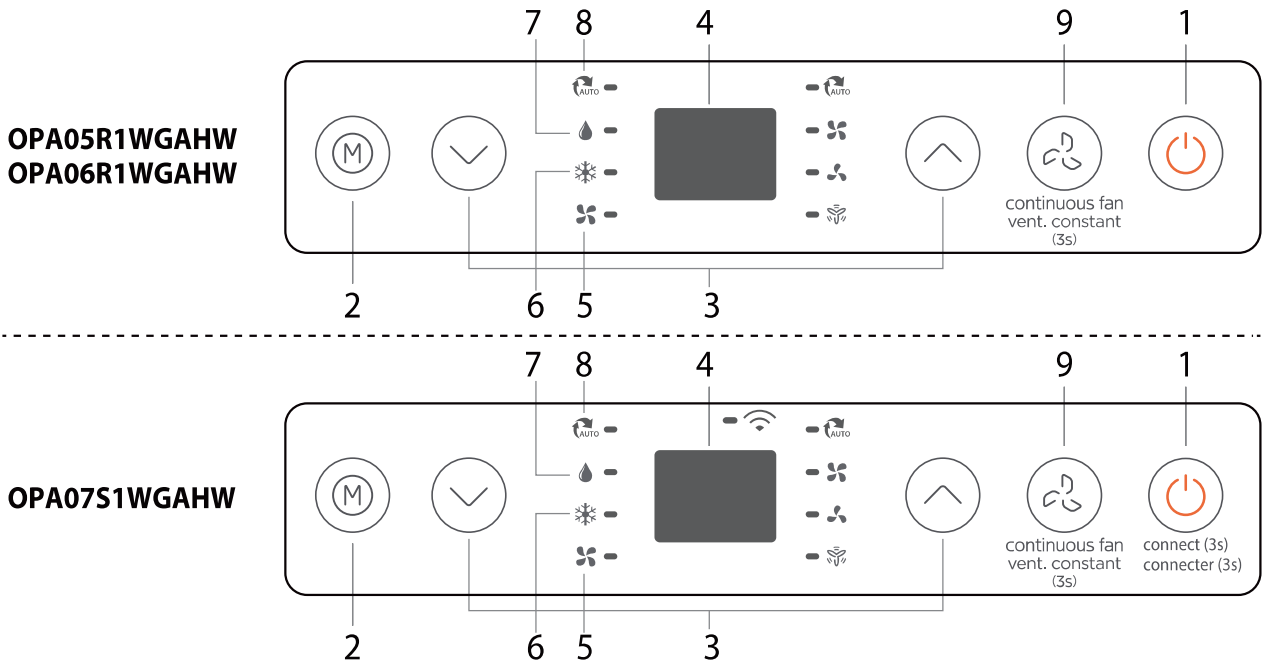 7 8 4 9 1
OPA05R1WGAHW
OPA06R1WGAHW
AUTO AUTO
M
continuous fan
vent. constant
(3s)
2 6 5 3
7 8 4 9 1
OPA07S1WGAHW
AUTO AUTO
M
continuous fan
vent. constant
(3s)
connect (3s)
connecter (3s)
2 6 5 3